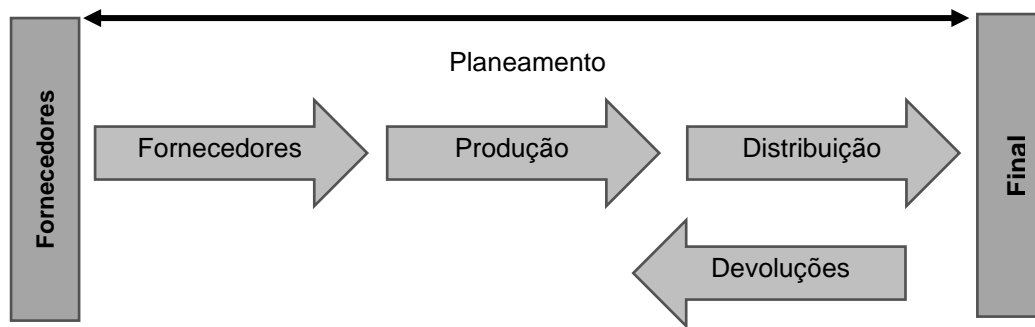 Planeamento
Fornecedores
Fornecedores
Produção
Distribuição
Final
Devoluções